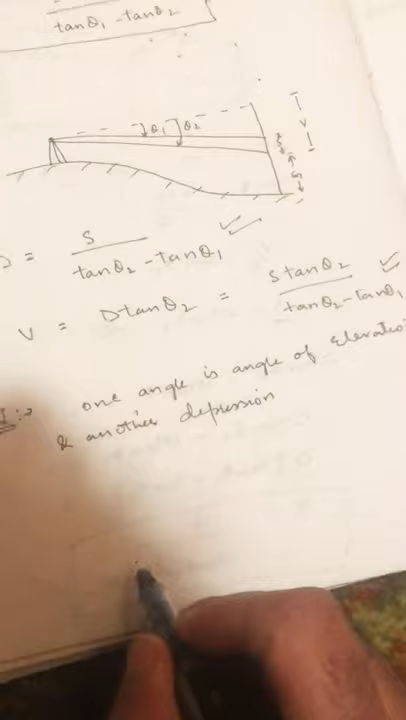 tanθ₁ - tanθ₂
θ₁ θ₂
V
S
= S / tanθ₂ - tanθ₁
V = D tanθ₂ = S tanθ₂ / tanθ₂ - tanθ₁
one angle is angle of elevatio
& another depression